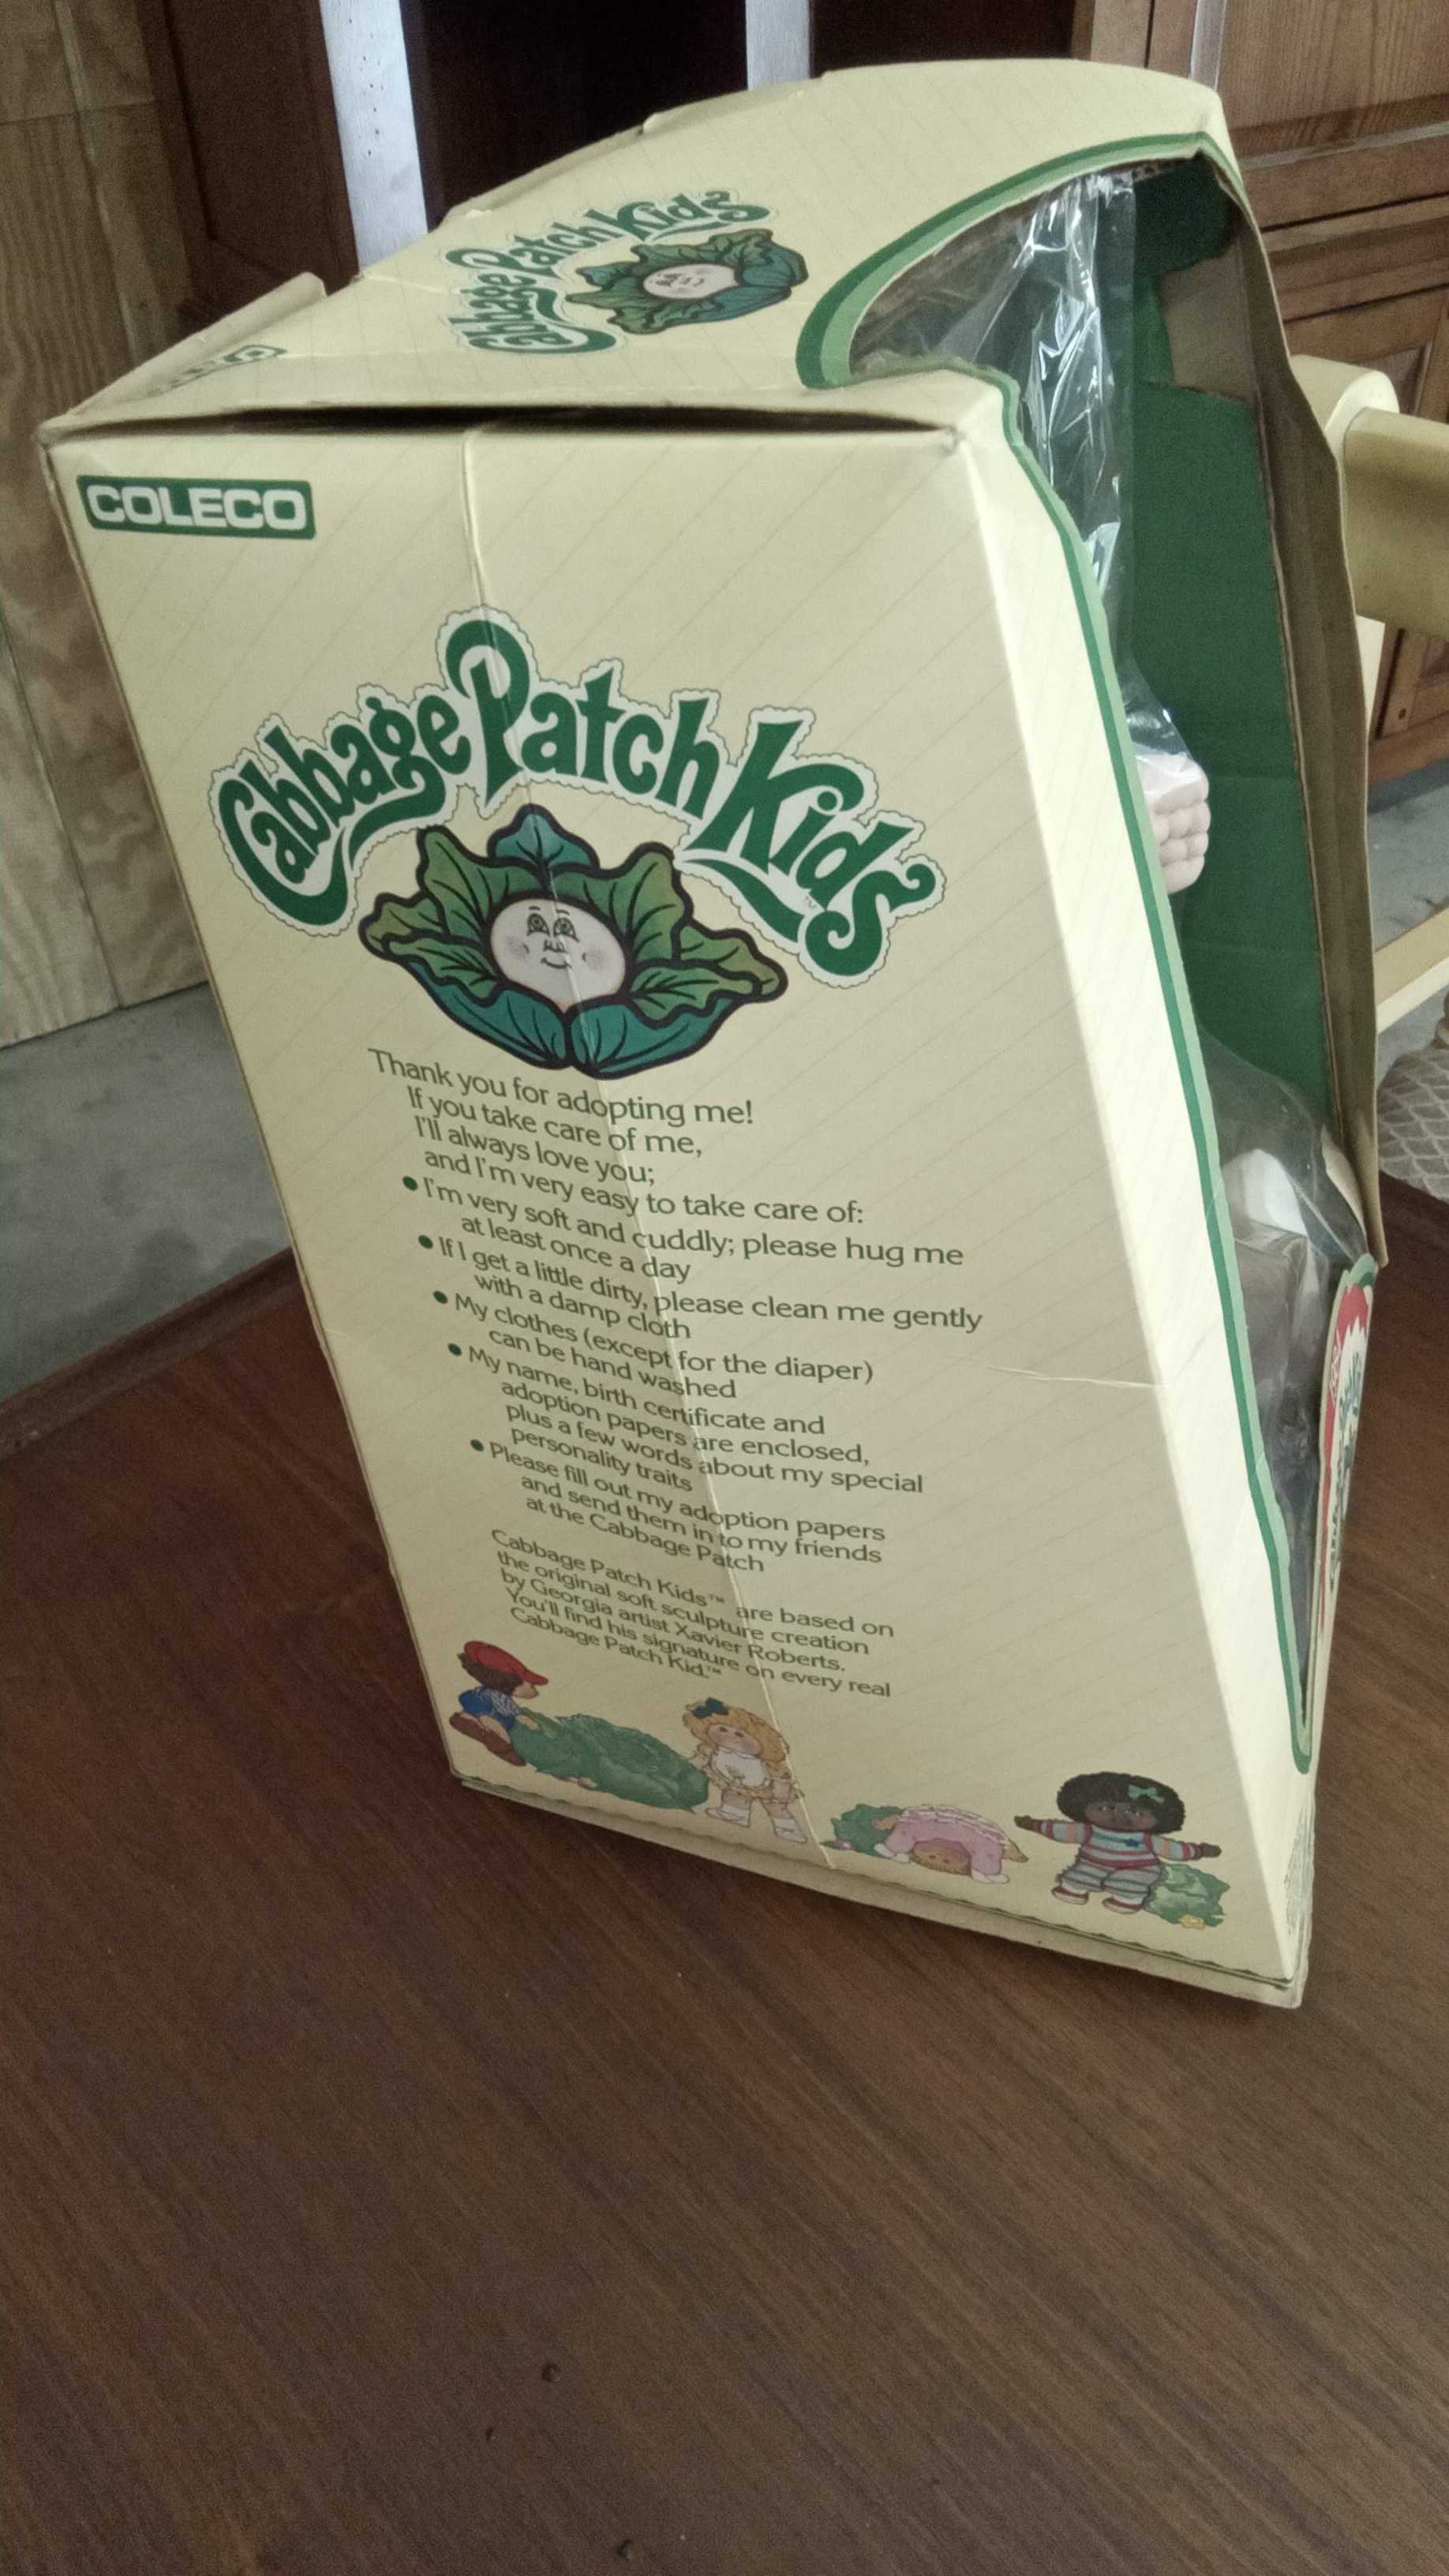 Cabbage Patch Kids
COLECO
Cabbage Patch Kids™
Thank you for adopting me!
If you take care of me,
I'll always love you;
and I'm very easy to take care of:
• I'm very soft and cuddly; please hug me
at least once a day
• If I get a little dirty, please clean me gently
with a damp cloth
• My clothes (except for the diaper)
can be hand washed
• My name, birth certificate and
adoption papers are enclosed,
plus a few words about my special
personality traits
• Please fill out my adoption papers
and send them in to my friends
at the Cabbage Patch
Cabbage Patch Kids™ are based on
the original soft sculpture creation
by Georgia artist Xavier Roberts.
You'll find his signature on every real
Cabbage Patch Kid.™